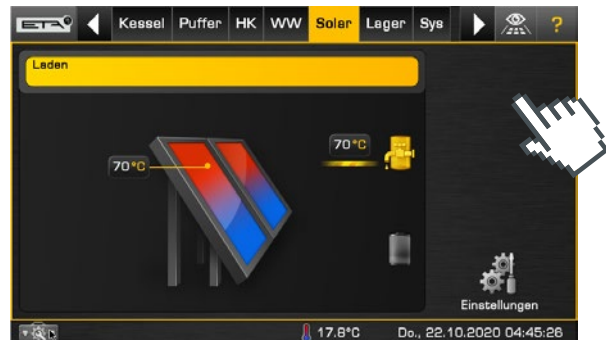 ETA Kessel Puffer HK WW Solar Lager Sys ?
Laden
70°C
70°C
Einstellungen
17.8°C Do., 22.10.2020 04:45:26